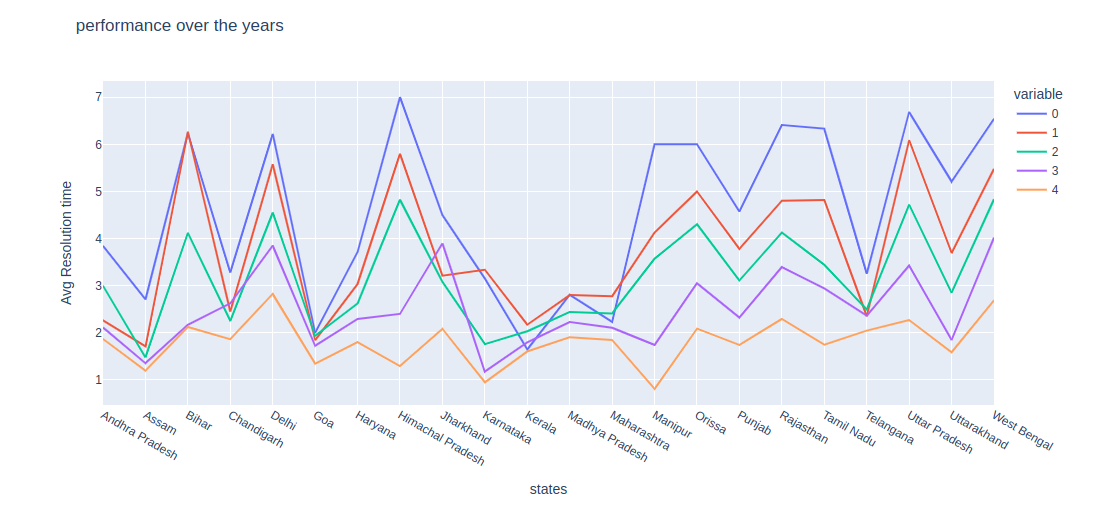 performance over the years
variable
0
1
2
3
4
Avg Resolution time
7
6
5
4
3
2
1
Andhra Pradesh
Assam
Bihar
Chandigarh
Delhi
Goa
Haryana
Himachal Pradesh
Jharkhand
Karnataka
Kerala
Madhya Pradesh
Maharashtra
Manipur
Orissa
Punjab
Rajasthan
Tamil Nadu
Telangana
Uttar Pradesh
Uttarakhand
West Bengal
states